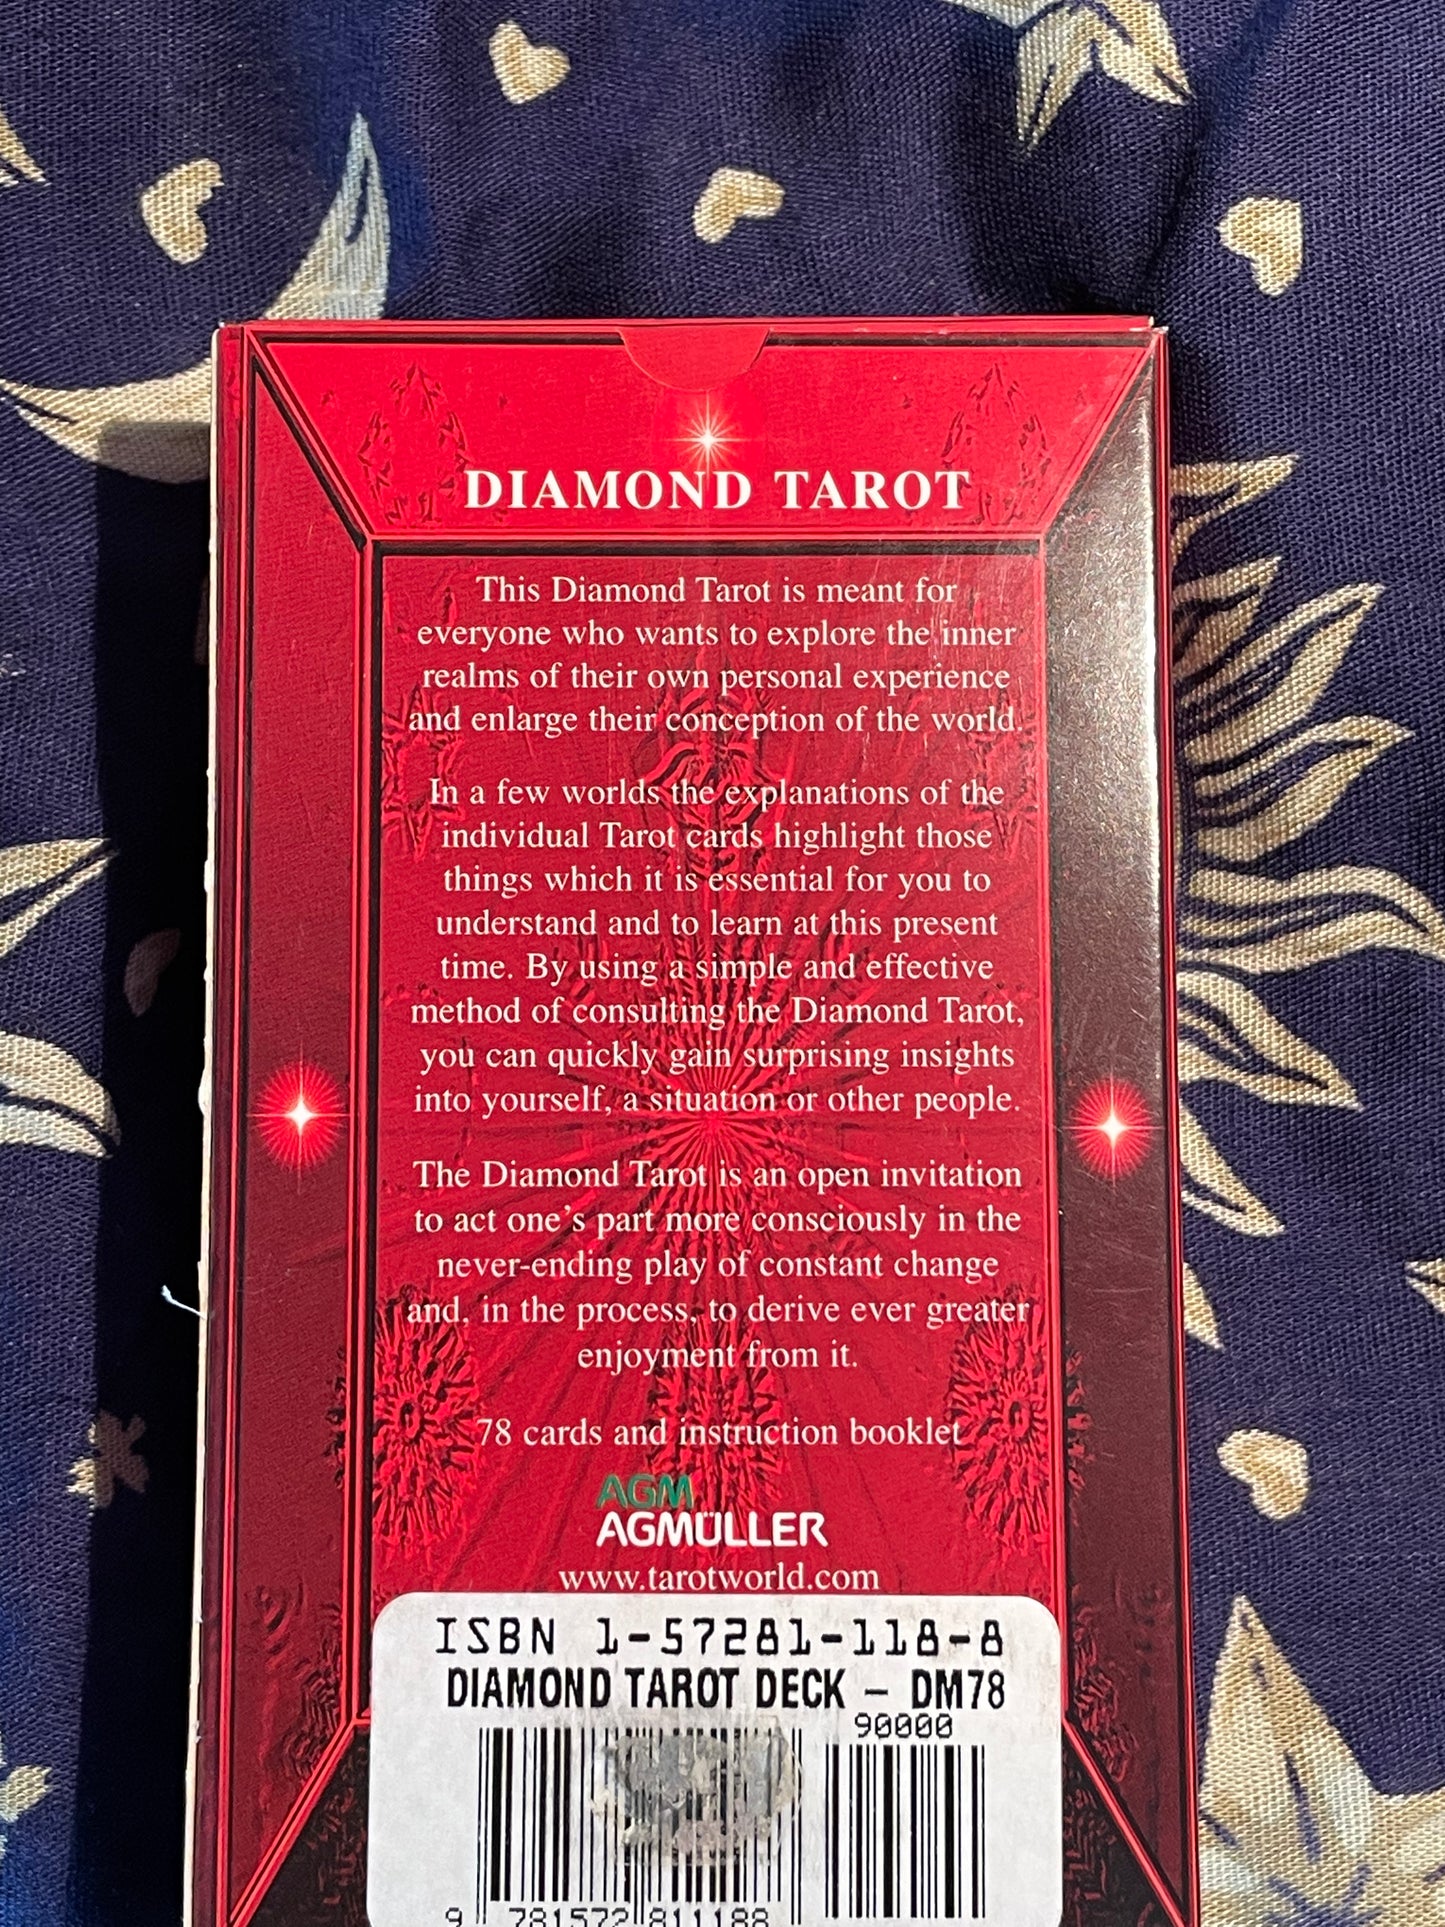 DIAMOND TAROT
This Diamond Tarot is meant for
everyone who wants to explore the inner
realms of their own personal experience
and enlarge their conception of the world.
In a few worlds the explanations of the
individual Tarot cards highlight those
things which it is essential for you to
understand and to learn at this present
time. By using a simple and effective
method of consulting the Diamond Tarot,
you can quickly gain surprising insights
into yourself, a situation or other people.
The Diamond Tarot is an open invitation
to act one's part more consciously in the
never-ending play of constant change
and, in the process, to derive ever greater
enjoyment from it.
78 cards and instruction booklet
AGM
AGMÜLLER
www.tarotworld.com
ISBN 1-57281-118-8
DIAMOND TAROT DECK – DM78
90000
9 781572 811188